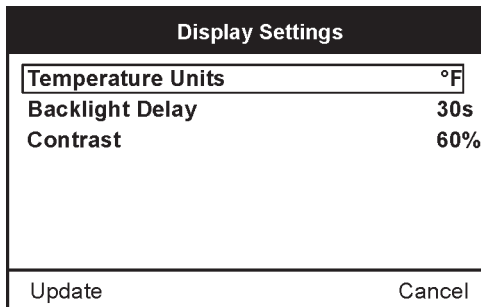 Display Settings
Temperature Units °F
Backlight Delay 30s
Contrast 60%
Update Cancel